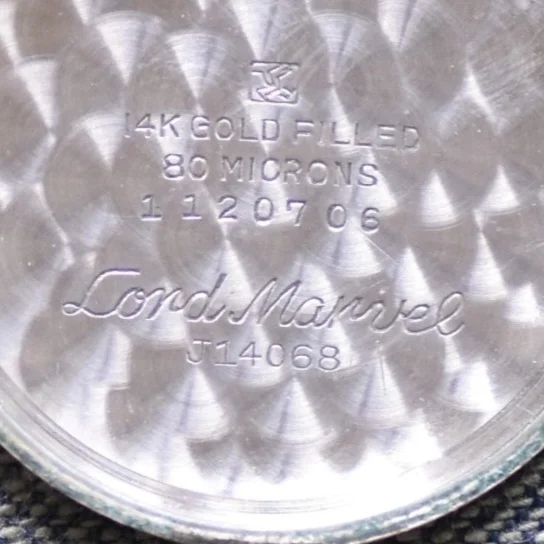 14K GOLD FILLED
80 MICRONS
1120706
Lord Marvel
J14068